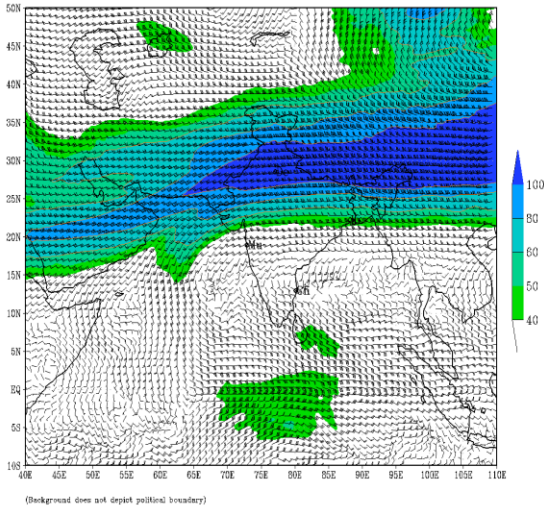 50N
45N
40N
35N
30N
25N
20N
15N
10N
5N
EQ
5S
10S
40E 45E 50E 55E 60E 65E 70E 75E 80E 85E 90E 95E 100E 105E 110E
100
80
60
50
40
Mu
(Background does not depict political boundary)